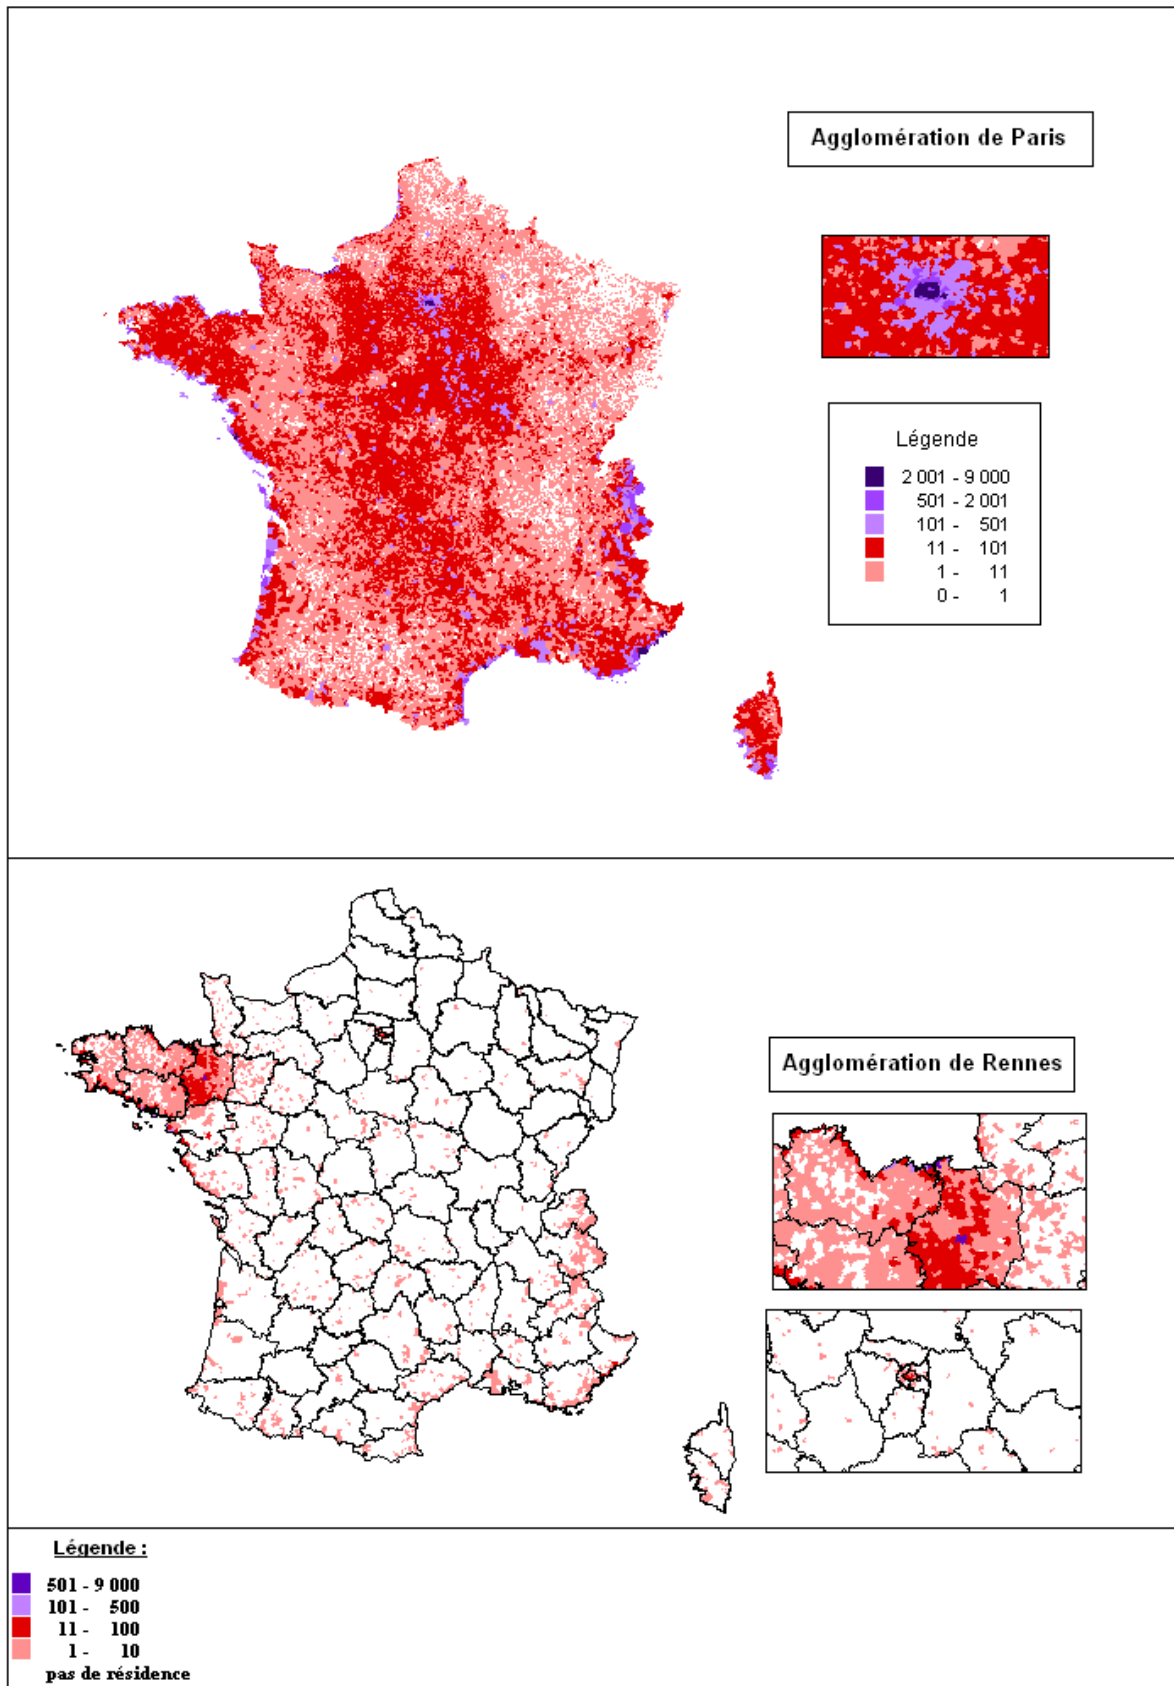 Agglomération de Paris
Légende
2 001 - 9 000
501 - 2 001
101 - 501
11 - 101
1 - 11
0 - 1
Agglomération de Rennes
Légende :
501 - 9 000
101 - 500
11 - 100
1 - 10
pas de résidence